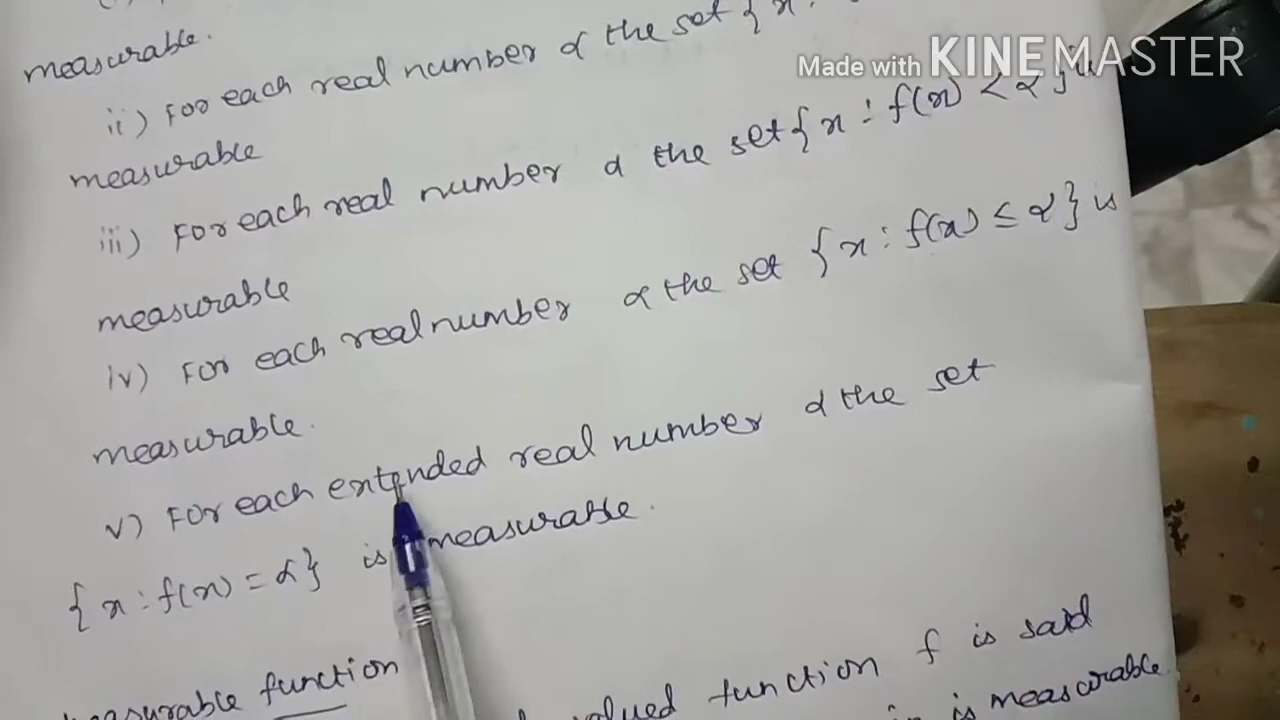 measurable.
Made with KINEMASTER
ii) For each real number α the set {x :
measurable
iii) For each real number α the set {x : f(x) < α} is
measurable
iv) For each real number α the set {x : f(x) ≤ α} is
measurable.
v) For each extended real number α the set
{x : f(x) = α} is measurable.
function
valued function f is said
is measurable